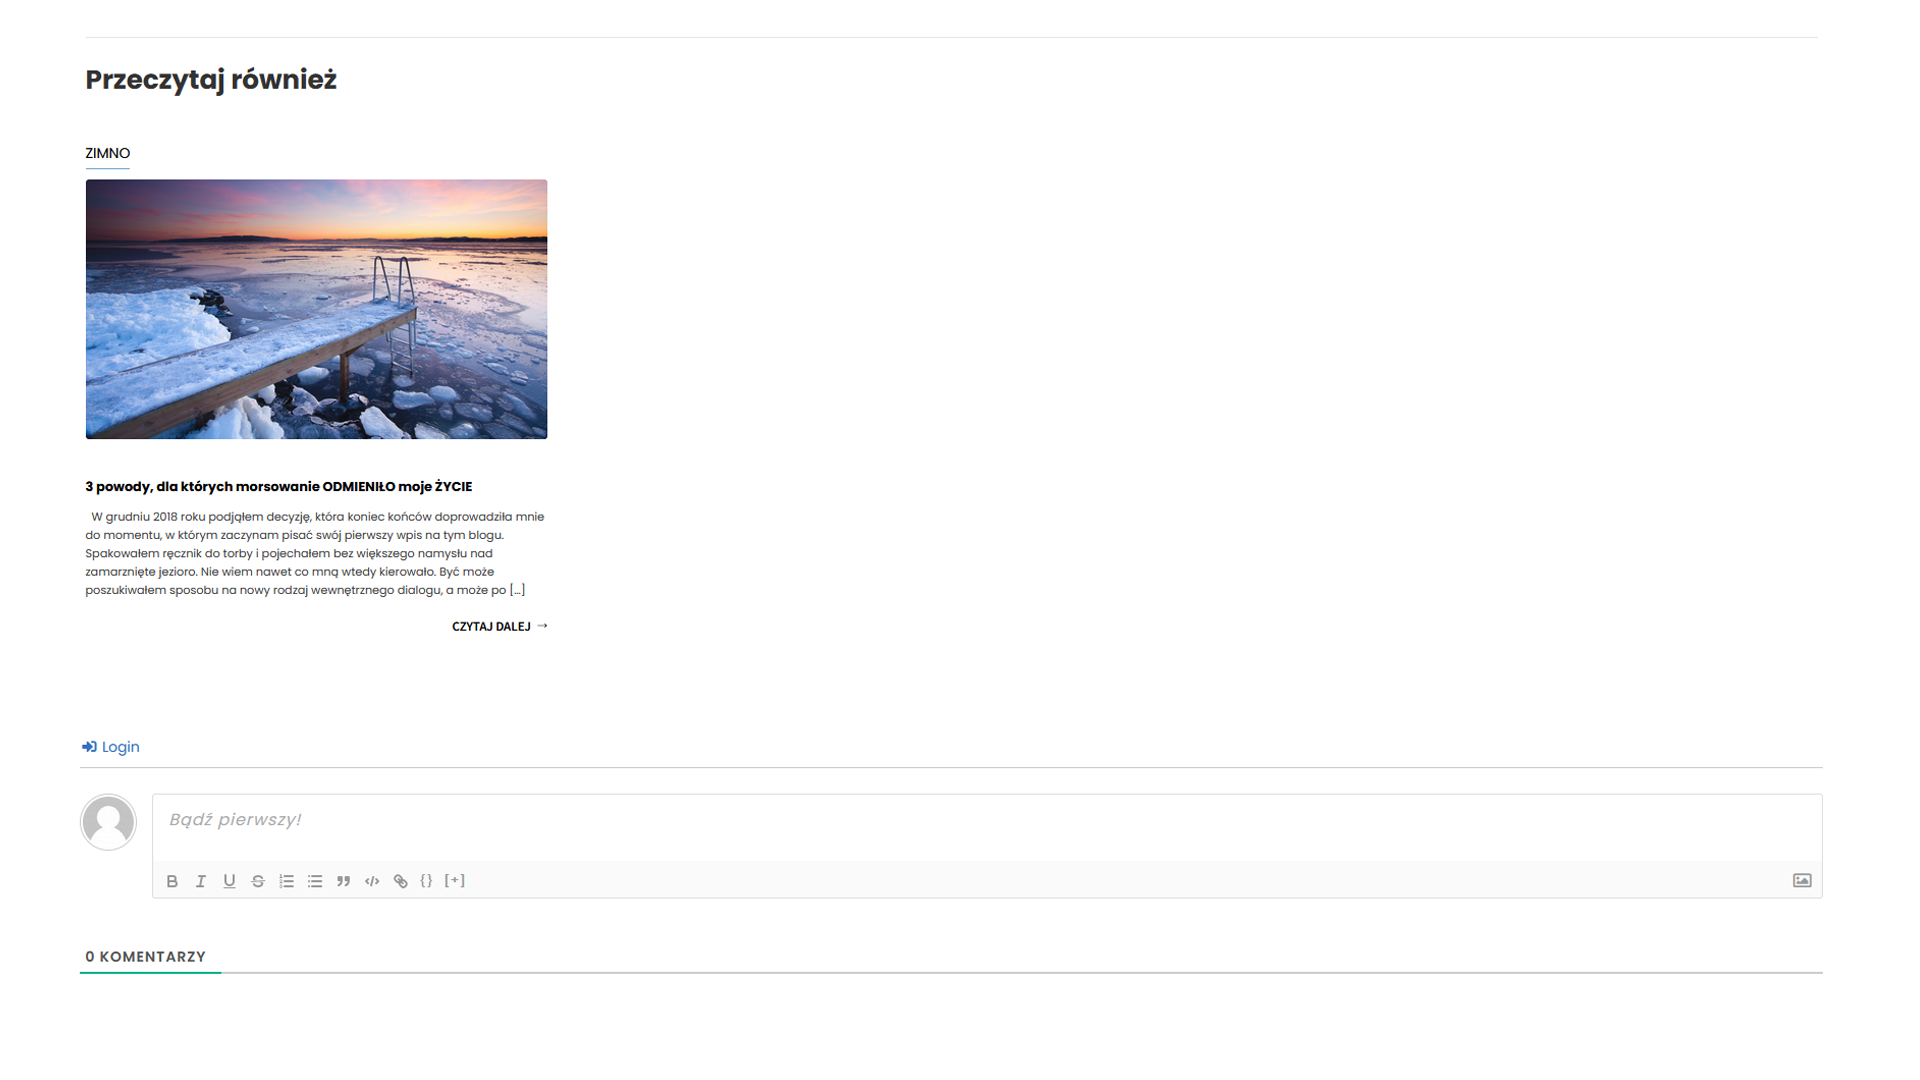 Przeczytaj również
ZIMNO
3 powody, dla których morsowanie ODMIENIŁO moje ŻYCIE
W grudniu 2018 roku podjąłem decyzję, która koniec końców doprowadziła mnie
do momentu, w którym zaczynam pisać swój pierwszy wpis na tym blogu.
Spakowałem ręcznik do torby i pojechałem bez większego namysłu nad
zamarznięte jezioro. Nie wiem nawet co mną wtedy kierowało. Być może
poszukiwałem sposobu na nowy rodzaj wewnętrznego dialogu, a może po [...]
CZYTAJ DALEJ →
Login
Bądź pierwszy!
B I U S {} [+]
0 KOMENTARZY